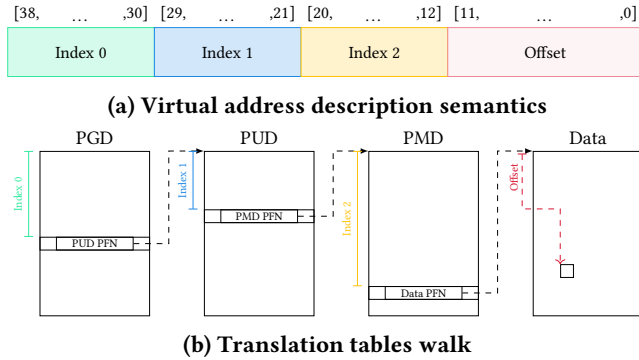 [38, ... ,30] [29, ... ,21] [20, ... ,12] [11, ... ,0]
Index 0 Index 1 Index 2 Offset
(a) Virtual address description semantics
PGD PUD PMD Data
Index 0
Index 1
Index 2
Offset
PUD PFN
PMD PFN
Data PFN
(b) Translation tables walk